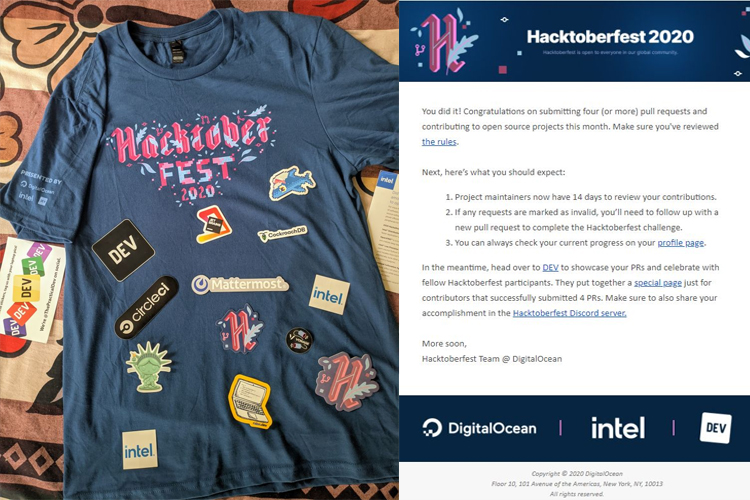 Hacktober
FEST
2020
PRESENTED BY
DigitalOcean
intel
DEV
CockroachDB
DEV
Mattermost
intel
circleci
intel
DEV
DEV
DEV
Hacktoberfest 2020
Hacktoberfest is open to everyone in our global community.
You did it! Congratulations on submitting four (or more) pull requests and
contributing to open source projects this month. Make sure you've reviewed
the rules.
Next, here's what you should expect:
1. Project maintainers now have 14 days to review your contributions.
2. If any requests are marked as invalid, you'll need to follow up with a
new pull request to complete the Hacktoberfest challenge.
3. You can always check your current progress on your profile page.
In the meantime, head over to DEV to showcase your PRs and celebrate with
fellow Hacktoberfest participants. They put together a special page just for
contributors that successfully submitted 4 PRs. Make sure to also share your
accomplishment in the Hacktoberfest Discord server.
More soon,
Hacktoberfest Team @ DigitalOcean
DigitalOcean | intel | DEV
Copyright © 2020 DigitalOcean
Floor 10, 101 Avenue of the Americas, New York, NY, 10013
All rights reserved.